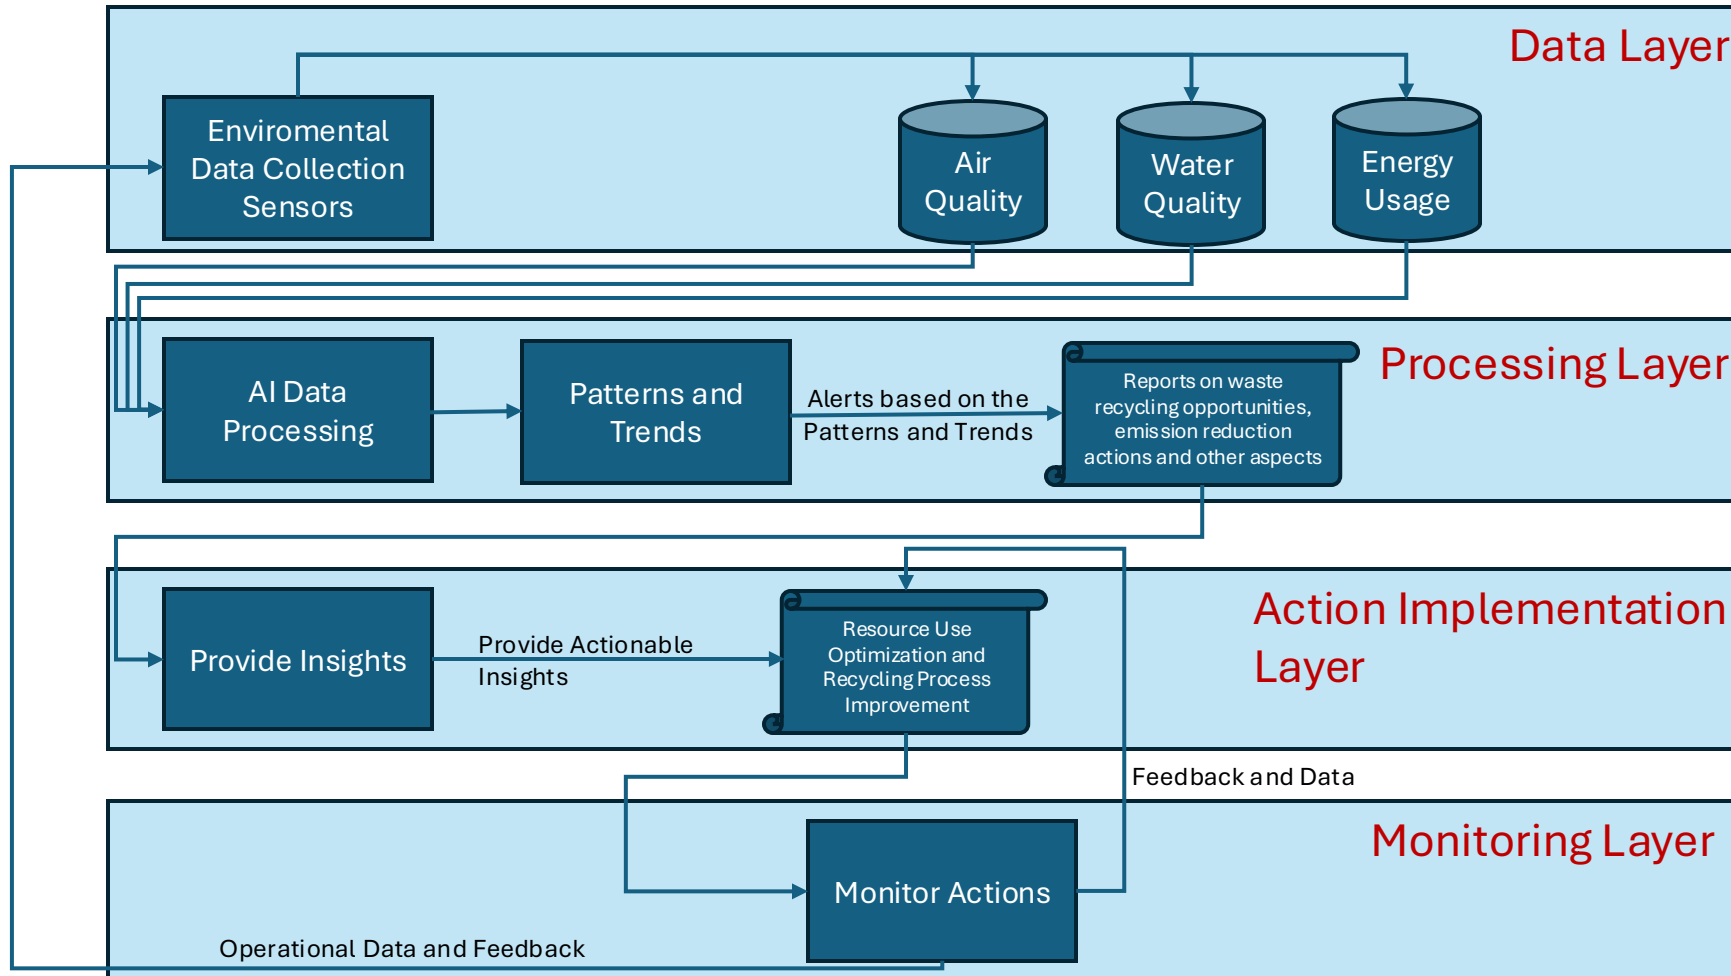 Data Layer
Enviromental
Data Collection
Sensors
Air
Quality
Water
Quality
Energy
Usage
Processing Layer
AI Data
Processing
Patterns and
Trends
Alerts based on the
Patterns and Trends
Reports on waste
recycling opportunities,
emission reduction
actions and other aspects
Action Implementation
Layer
Provide Insights
Provide Actionable
Insights
Resource Use
Optimization and
Recycling Process
Improvement
Feedback and Data
Monitoring Layer
Monitor Actions
Operational Data and Feedback